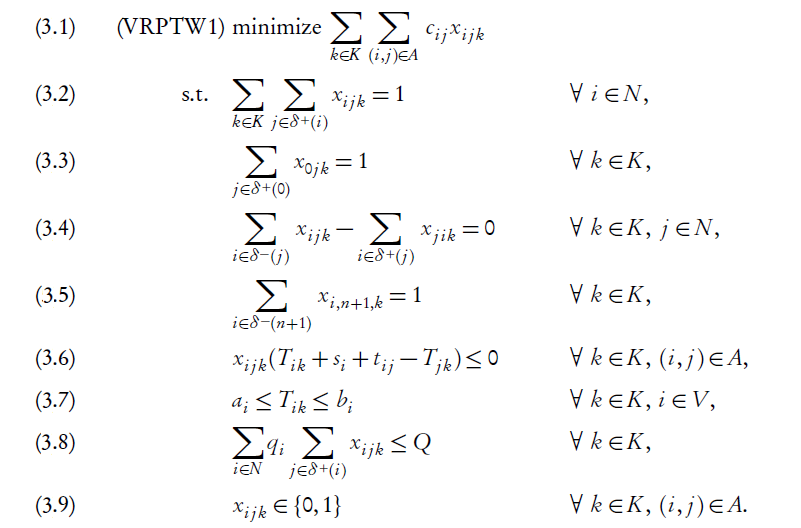 (3.1) (VRPTW1) minimize ∑_{k∈K} ∑_{(i,j)∈A} c_{ij} x_{ijk}
(3.2) s.t. ∑_{k∈K} ∑_{j∈δ+(i)} x_{ijk} = 1 ∀ i ∈ N,
(3.3) ∑_{j∈δ+(0)} x_{0jk} = 1 ∀ k ∈ K,
(3.4) ∑_{i∈δ−(j)} x_{ijk} − ∑_{i∈δ+(j)} x_{jik} = 0 ∀ k ∈ K, j ∈ N,
(3.5) ∑_{i∈δ−(n+1)} x_{i,n+1,k} = 1 ∀ k ∈ K,
(3.6) x_{ijk}(T_{ik} + s_i + t_{ij} − T_{jk}) ≤ 0 ∀ k ∈ K, (i,j) ∈ A,
(3.7) a_i ≤ T_{ik} ≤ b_i ∀ k ∈ K, i ∈ V,
(3.8) ∑_{i∈N} q_i ∑_{j∈δ+(i)} x_{ijk} ≤ Q ∀ k ∈ K,
(3.9) x_{ijk} ∈ {0,1} ∀ k ∈ K, (i,j) ∈ A.